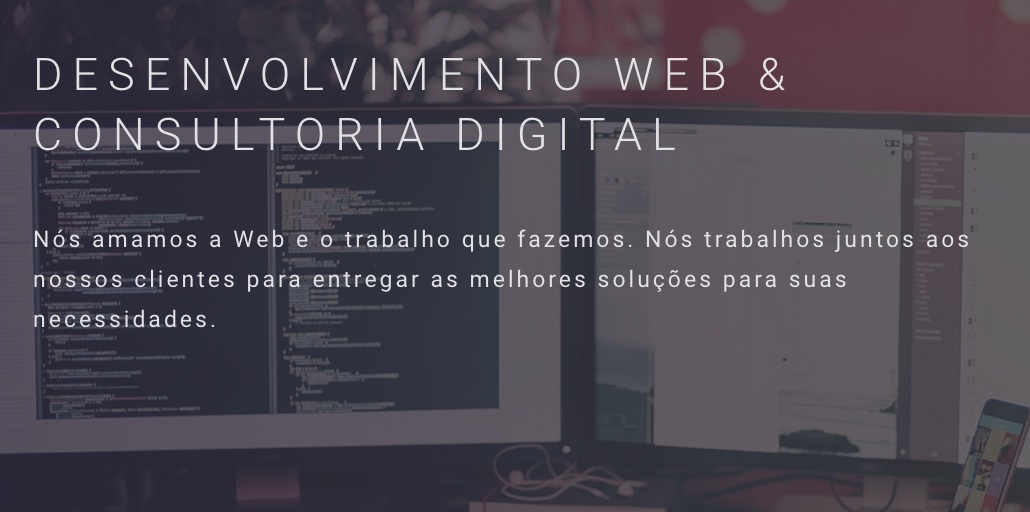 DESENVOLVIMENTO WEB &
CONSULTORIA DIGITAL
Nós amamos a Web e o trabalho que fazemos. Nós trabalhos juntos aos
nossos clientes para entregar as melhores soluções para suas
necessidades.